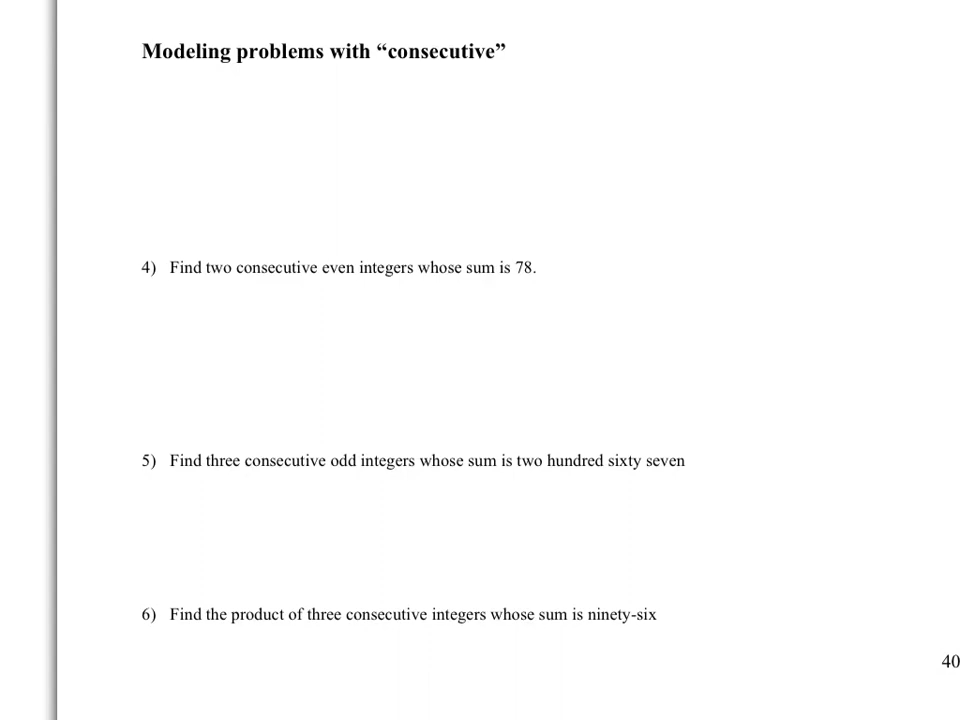 Modeling problems with “consecutive”
4) Find two consecutive even integers whose sum is 78.
5) Find three consecutive odd integers whose sum is two hundred sixty seven
6) Find the product of three consecutive integers whose sum is ninety-six
40